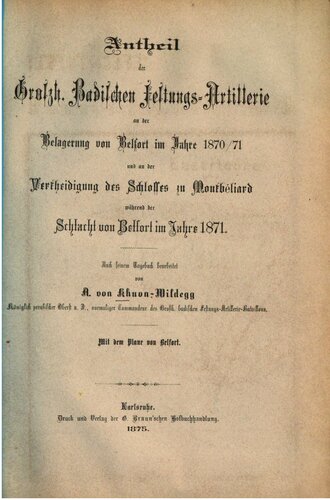 Antheil
der
Großh. Badischen Festungs-Artillerie
an der
Belagerung von Belfort im Jahre 1870/71
und an der
Vertheidigung des Schlosses zu Montbéliard
während der
Schlacht von Belfort im Jahre 1871.
Nach seinem Tagebuch bearbeitet
von
A. von Khuon-Wildegg
Königlich preußischer Oberst a. D., vormaliger Commandeur des Großh. badischen Festungs-Artillerie-Bataillons.
Mit dem Plane von Belfort.
Karlsruhe.
Druck und Verlag der G. Braun'schen Hofbuchhandlung.
1875.